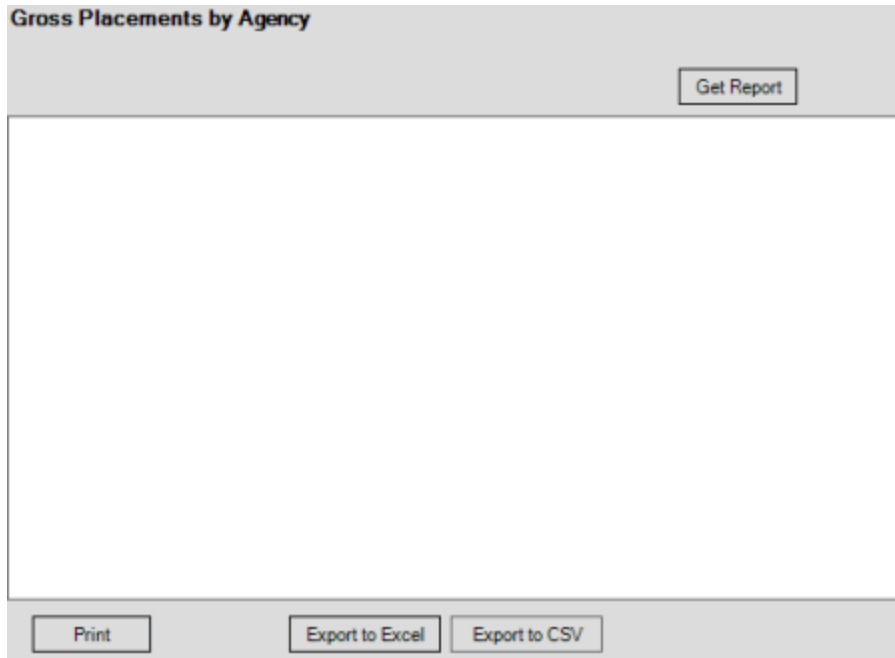 Gross Placements by Agency
Get Report
Print
Export to Excel
Export to CSV